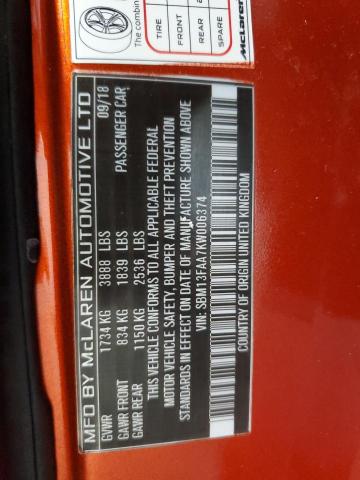 MFD BY McLAREN AUTOMOTIVE LTD
09/18
GVWR 1734 KG 3888 LBS PASSENGER CAR
GAWR FRONT 834 KG 1839 LBS
GAWR REAR 1150 KG 2536 LBS
THIS VEHICLE CONFORMS TO ALL APPLICABLE FEDERAL
MOTOR VEHICLE SAFETY, BUMPER AND THEFT PREVENTION
STANDARDS IN EFFECT ON DATE OF MANUFACTURE SHOWN ABOVE
VIN: SBM13FAA7KW006374
COUNTRY OF ORIGIN UNITED KINGDOM
The combin
TIRE
FRONT
REAR
SPARE
McLaren